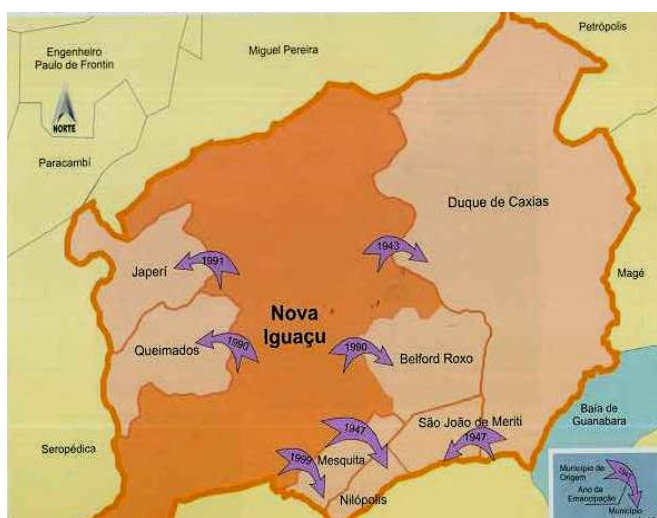 Petrópolis
Engenheiro
Paulo de Frontin
Miguel Pereira
NORTE
Paracambí
Duque de Caxias
1943
1991
Japerí
Magé
Nova
Iguaçu
1990
Queimados
1990
Belford Roxo
Baía de
Guanabara
São João de Meriti
1947
1947
Seropédica
1999
Mesquita
Nilópolis
Município de
Origem
Ano da
Emancipação
Município